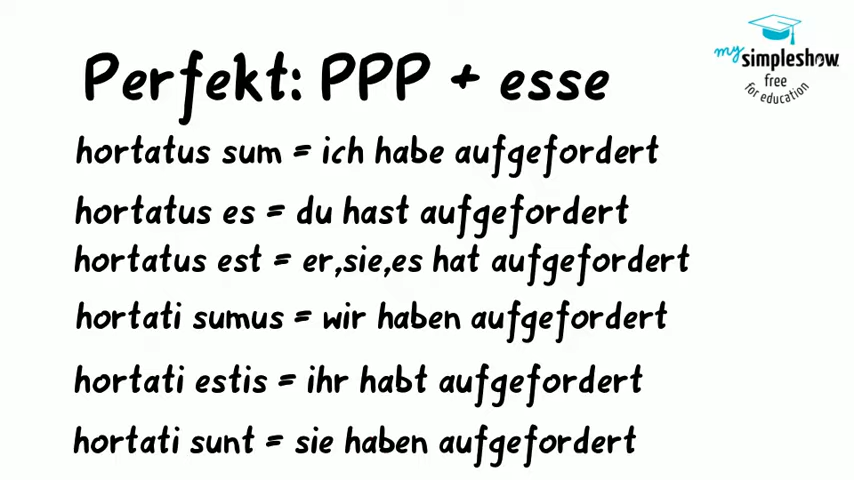 Perfekt: PPP + esse
my
simpleshow
free
for education
hortatus sum = ich habe aufgefordert
hortatus es = du hast aufgefordert
hortatus est = er,sie,es hat aufgefordert
hortati sumus = wir haben aufgefordert
hortati estis = ihr habt aufgefordert
hortati sunt = sie haben aufgefordert